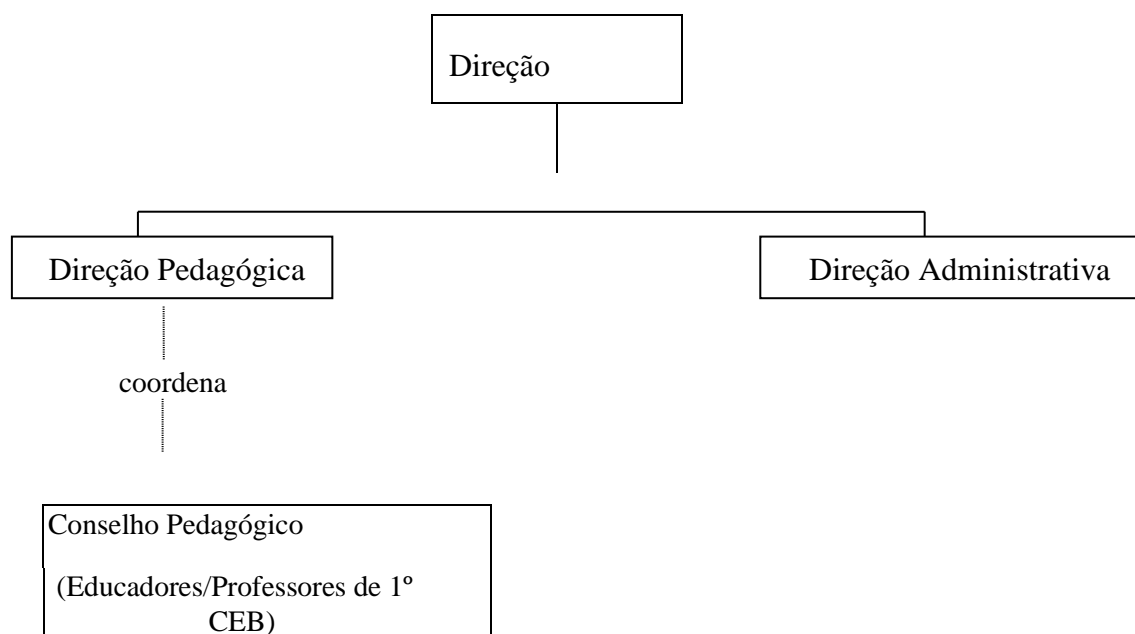 Direção
Direção Pedagógica
Direção Administrativa
coordena
Conselho Pedagógico
(Educadores/Professores de 1º
CEB)